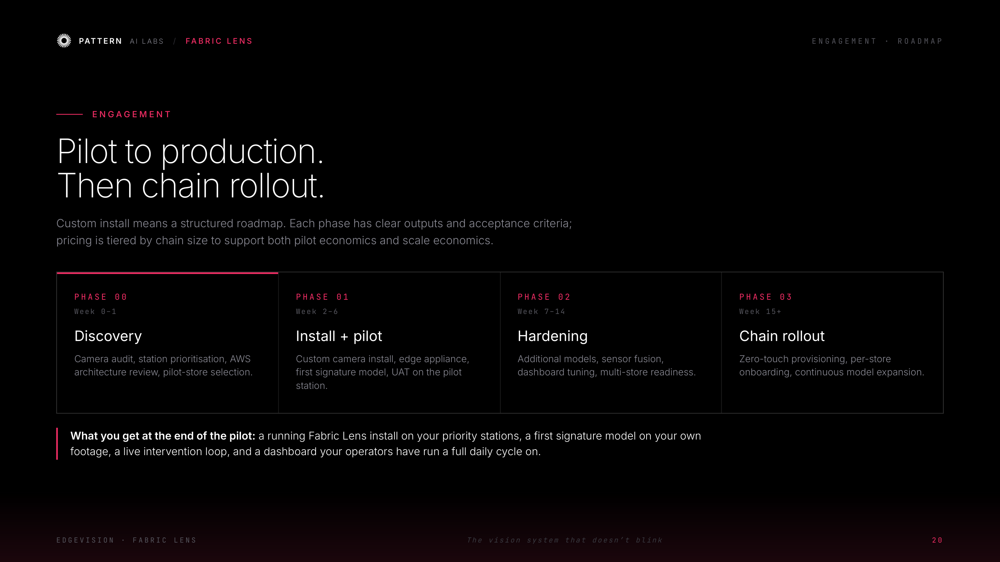 PATTERN AI LABS / FABRIC LENS
ENGAGEMENT · ROADMAP
ENGAGEMENT
Pilot to production.
Then chain rollout.
Custom install means a structured roadmap. Each phase has clear outputs and acceptance criteria;
pricing is tiered by chain size to support both pilot economics and scale economics.
PHASE 00
Week 0–1
Discovery
Camera audit, station prioritisation, AWS
architecture review, pilot-store selection.
PHASE 01
Week 2–6
Install + pilot
Custom camera install, edge appliance,
first signature model, UAT on the pilot
station.
PHASE 02
Week 7–14
Hardening
Additional models, sensor fusion,
dashboard tuning, multi-store readiness.
PHASE 03
Week 15+
Chain rollout
Zero-touch provisioning, per-store
onboarding, continuous model expansion.
What you get at the end of the pilot: a running Fabric Lens install on your priority stations, a first signature model on your own
footage, a live intervention loop, and a dashboard your operators have run a full daily cycle on.
EDGEVISION · FABRIC LENS
The vision system that doesn’t blink
20